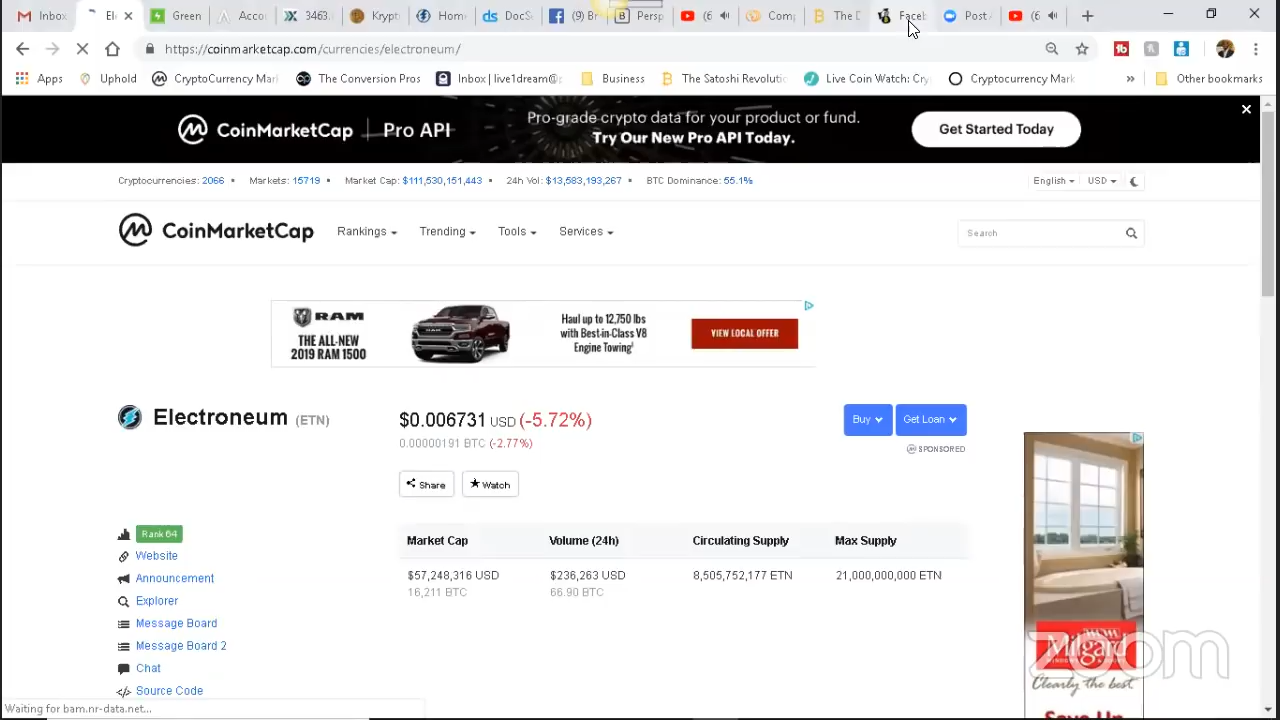 Inbox El Green Acco 3463. Krypt Home docS (9) Br Persp (6 Comp The D Faceb Post A (6
https://coinmarketcap.com/currencies/electroneum/
Apps Uphold CryptoCurrency Mar The Conversion Pros Inbox | live1dream@ Business The Satoshi Revoluti Live Coin Watch: Cry Cryptocurrency Mark » Other bookmarks
CoinMarketCap | Pro API
Pro-grade crypto data for your product or fund.
Try Our New Pro API Today.
Get Started Today
Cryptocurrencies: 2066 • Markets: 15719 • Market Cap: $111,530,151,443 • 24h Vol: $13,583,193,267 • BTC Dominance: 55.1%
English USD
CoinMarketCap Rankings Trending Tools Services Search
RAM
THE ALL-NEW
2019 RAM 1500
Haul up to 12,750 lbs
with Best-in-Class V8
Engine Towing¹
VIEW LOCAL OFFER
Electroneum (ETN)
$0.006731 USD (-5.72%)
0.00000191 BTC (-2.77%)
Buy Get Loan
SPONSORED
Share Watch
Rank 64
Website
Announcement
Explorer
Message Board
Message Board 2
Chat
Source Code
Market Cap Volume (24h) Circulating Supply Max Supply
$57,248,316 USD $236,263 USD 8,505,752,177 ETN 21,000,000,000 ETN
16,211 BTC 66.90 BTC
Milgard
Clearly the best
Save Up
zoom
Waiting for bam.nr-data.net...